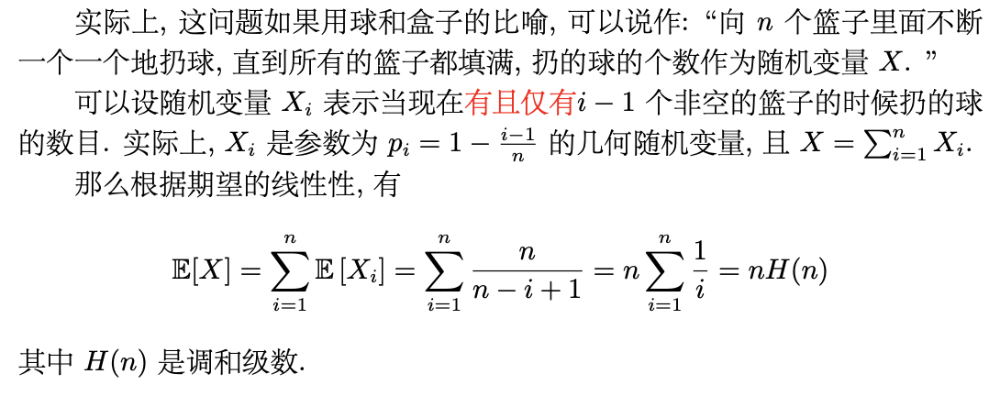 实际上, 这问题如果用球和盒子的比喻, 可以说作: “向 n 个篮子里面不断
一个一个地扔球, 直到所有的篮子都填满, 扔的球的个数作为随机变量 X. ”
可以设随机变量 X_i 表示当现在有且仅有i − 1 个非空的篮子的时候扔的球
的数目. 实际上, X_i 是参数为 p_i = 1 − \frac{i−1}{n} 的几何随机变量, 且 X = \sum_{i=1}^{n} X_i.
那么根据期望的线性性, 有
\mathbb{E}[X] = \sum_{i=1}^{n} \mathbb{E}[X_i] = \sum_{i=1}^{n} \frac{n}{n − i + 1} = n \sum_{i=1}^{n} \frac{1}{i} = nH(n)
其中 H(n) 是调和级数.